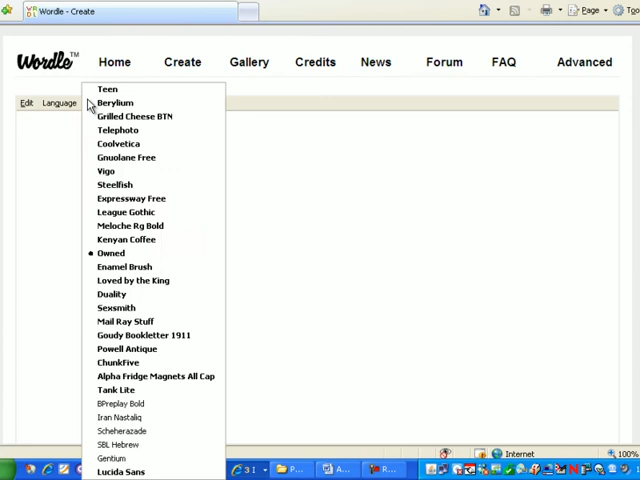 Wordle - Create
Page
Too
Wordle™ Home Create Gallery Credits News Forum FAQ Advanced
Edit Language
Teen
Berylium
Grilled Cheese BTN
Telephoto
Coolvetica
Gnuolane Free
Vigo
Steelfish
Expressway Free
League Gothic
Meloche Rg Bold
Kenyan Coffee
Owned
Enamel Brush
Loved by the King
Duality
Sexsmith
Mail Ray Stuff
Goudy Bookletter 1911
Powell Antique
ChunkFive
Alpha Fridge Magnets All Cap
Tank Lite
BPreplay Bold
Iran Nastaliq
Scheherazade
SBL Hebrew
Gentium
Lucida Sans
Internet
100%
3 I
P...
A...
R...